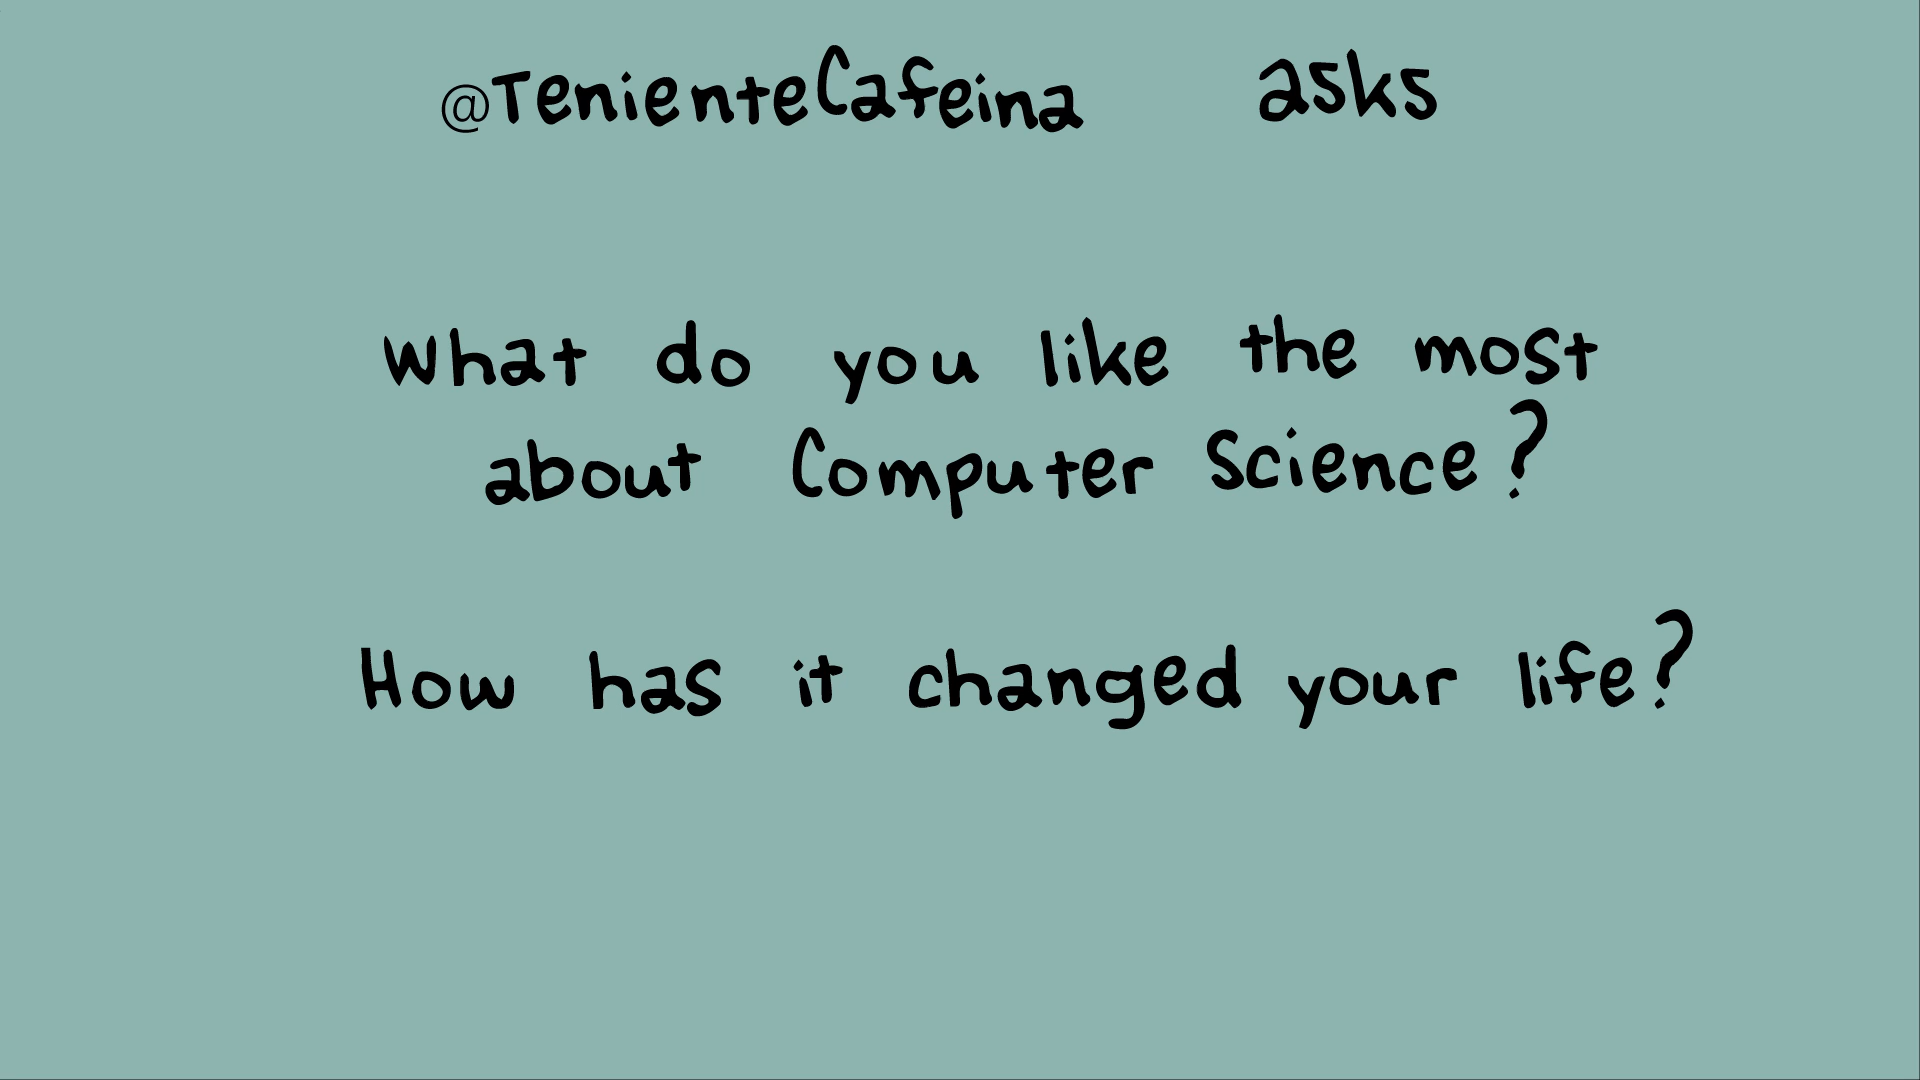 @TenienteCafeina asks
What do you like the most
about Computer Science?
How has it changed your life?